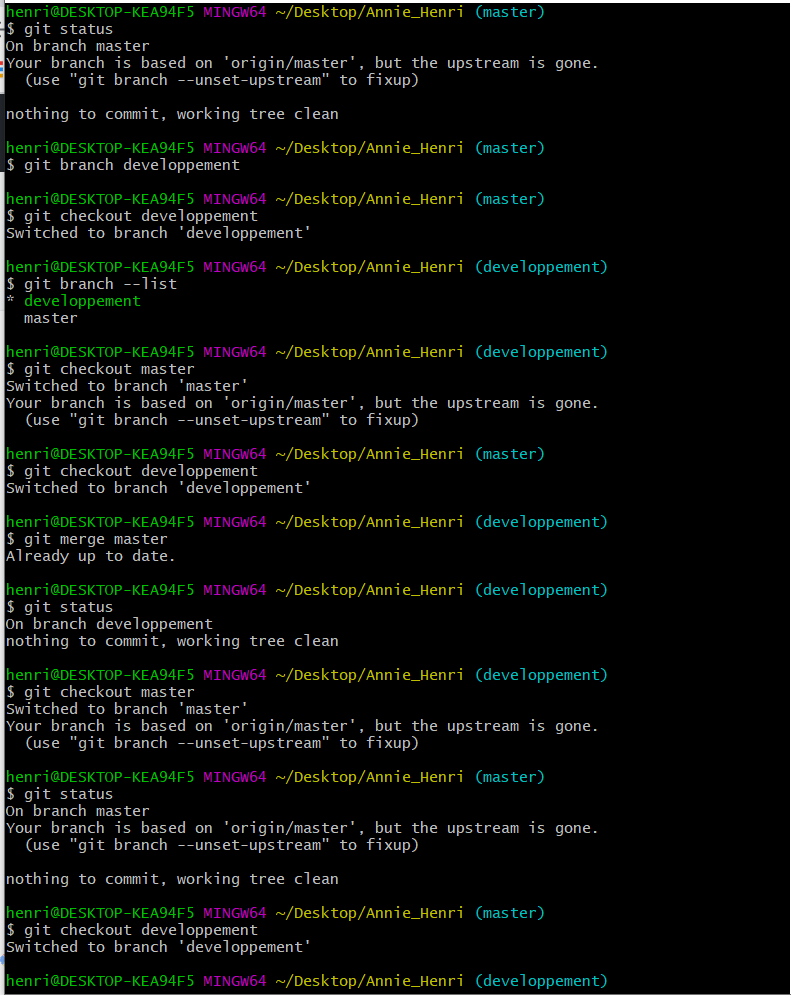 henri@DESKTOP-KEA94F5 MINGW64 ~/Desktop/Annie_Henri (master)
$ git status
On branch master
Your branch is based on 'origin/master', but the upstream is gone.
  (use "git branch --unset-upstream" to fixup)

nothing to commit, working tree clean

henri@DESKTOP-KEA94F5 MINGW64 ~/Desktop/Annie_Henri (master)
$ git branch developpement

henri@DESKTOP-KEA94F5 MINGW64 ~/Desktop/Annie_Henri (master)
$ git checkout developpement
Switched to branch 'developpement'

henri@DESKTOP-KEA94F5 MINGW64 ~/Desktop/Annie_Henri (developpement)
$ git branch --list
* developpement
  master

henri@DESKTOP-KEA94F5 MINGW64 ~/Desktop/Annie_Henri (developpement)
$ git checkout master
Switched to branch 'master'
Your branch is based on 'origin/master', but the upstream is gone.
  (use "git branch --unset-upstream" to fixup)

henri@DESKTOP-KEA94F5 MINGW64 ~/Desktop/Annie_Henri (master)
$ git checkout developpement
Switched to branch 'developpement'

henri@DESKTOP-KEA94F5 MINGW64 ~/Desktop/Annie_Henri (developpement)
$ git merge master
Already up to date.

henri@DESKTOP-KEA94F5 MINGW64 ~/Desktop/Annie_Henri (developpement)
$ git status
On branch developpement
nothing to commit, working tree clean

henri@DESKTOP-KEA94F5 MINGW64 ~/Desktop/Annie_Henri (developpement)
$ git checkout master
Switched to branch 'master'
Your branch is based on 'origin/master', but the upstream is gone.
  (use "git branch --unset-upstream" to fixup)

henri@DESKTOP-KEA94F5 MINGW64 ~/Desktop/Annie_Henri (master)
$ git status
On branch master
Your branch is based on 'origin/master', but the upstream is gone.
  (use "git branch --unset-upstream" to fixup)

nothing to commit, working tree clean

henri@DESKTOP-KEA94F5 MINGW64 ~/Desktop/Annie_Henri (master)
$ git checkout developpement
Switched to branch 'developpement'

henri@DESKTOP-KEA94F5 MINGW64 ~/Desktop/Annie_Henri (developpement)